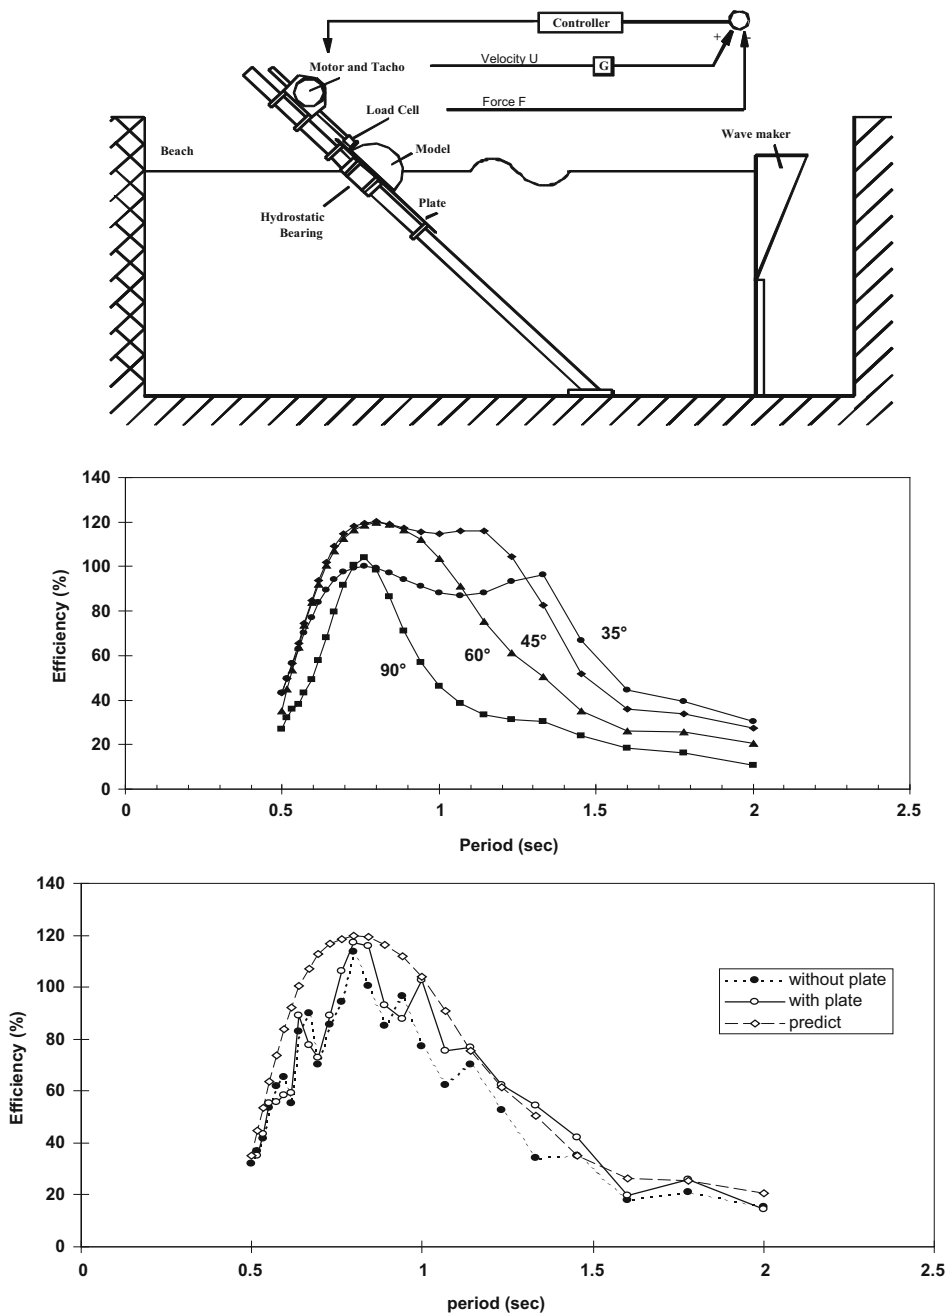 Controller
+
-
Velocity U
G
Motor and Tacho
Force F
Load Cell
Wave maker
Beach
Model
Plate
Hydrostatic
Bearing
140
120
100
80
60
40
20
0
Efficiency (%)
90°
60°
45°
35°
0
0.5
1
1.5
2
2.5
Period (sec)
140
120
100
80
60
40
20
0
Efficiency (%)
without plate
with plate
predict
0
0.5
1
1.5
2
2.5
period (sec)